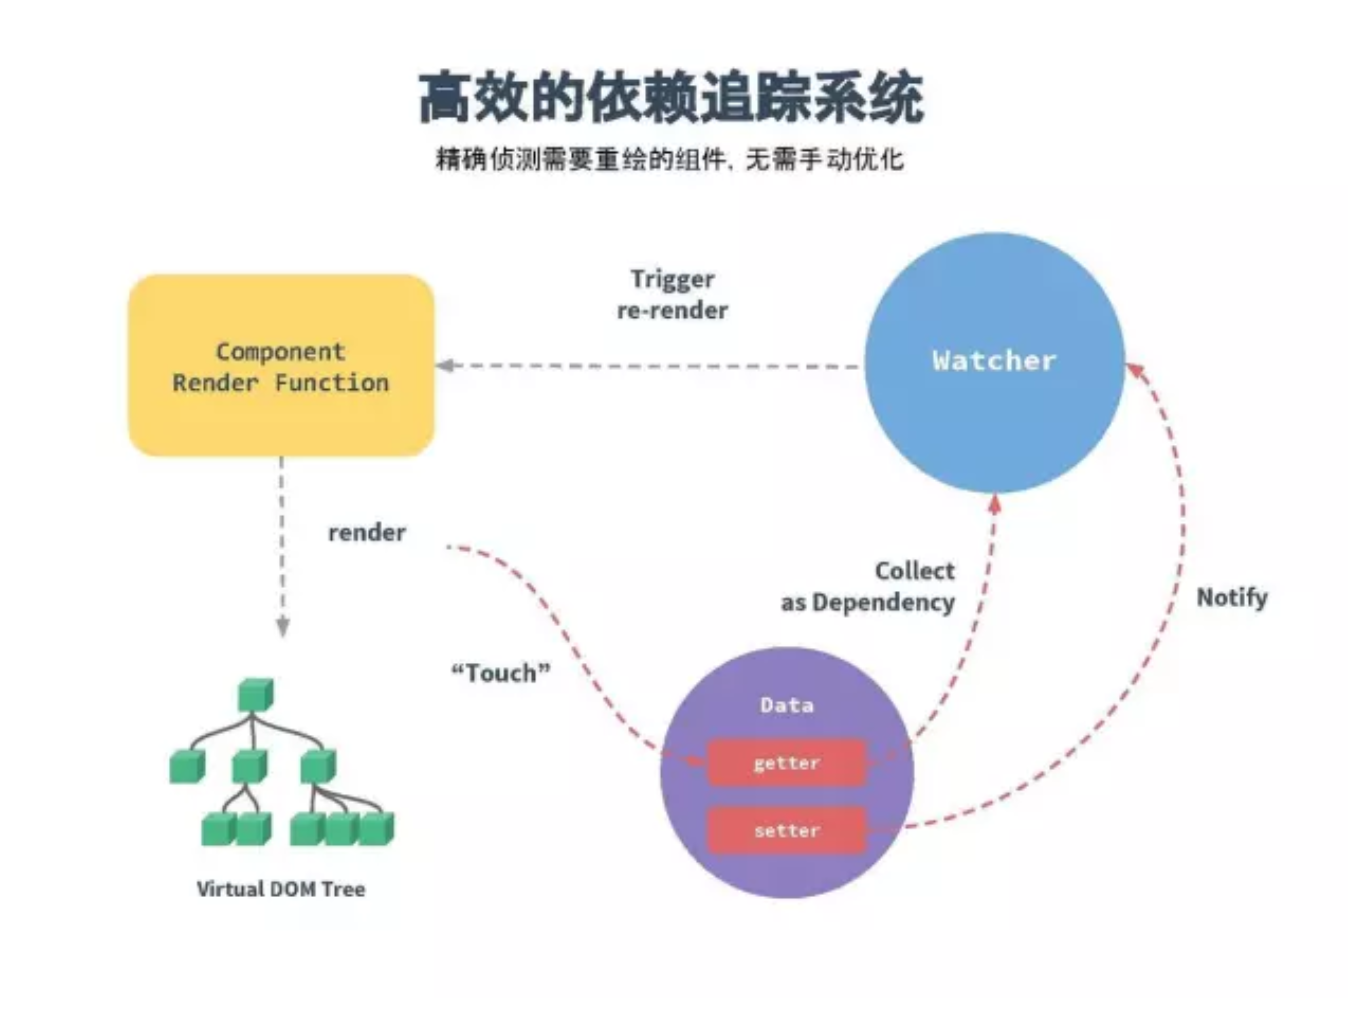 高效的依赖追踪系统
精确侦测需要重绘的组件，无需手动优化
Trigger
re-render
Component
Render Function
Watcher
render
Collect
as Dependency
Notify
“Touch”
Data
getter
setter
Virtual DOM Tree